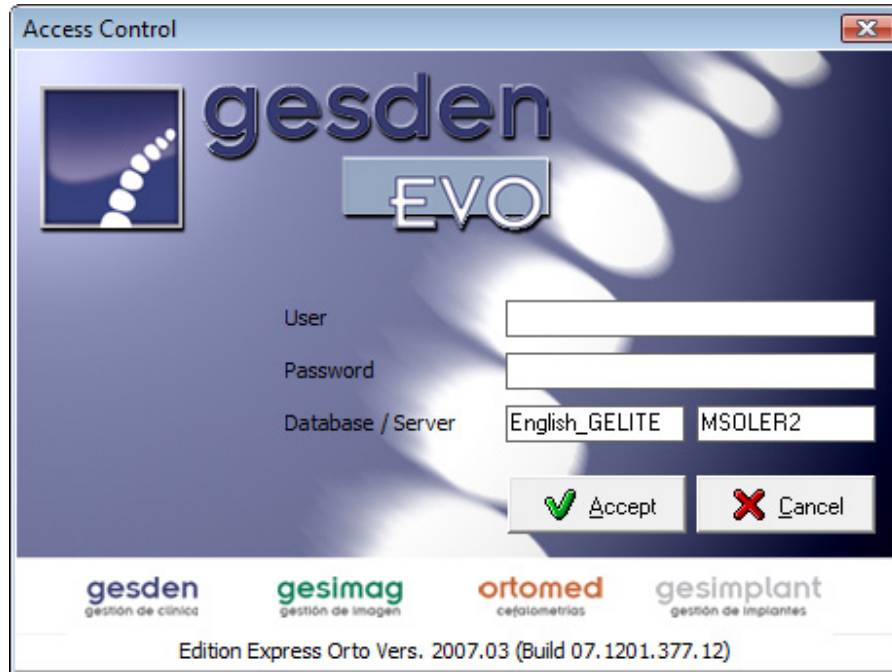 Access Control
gesden
EVO
User
Password
Database / Server English_GELITE MSOLER2
Accept Cancel
gesden gesimag ortomed gesimplant
gestión de clínica gestión de imagen cefalometrías gestión de implantes
Edition Express Orto Vers. 2007.03 (Build 07.1201.377.12)